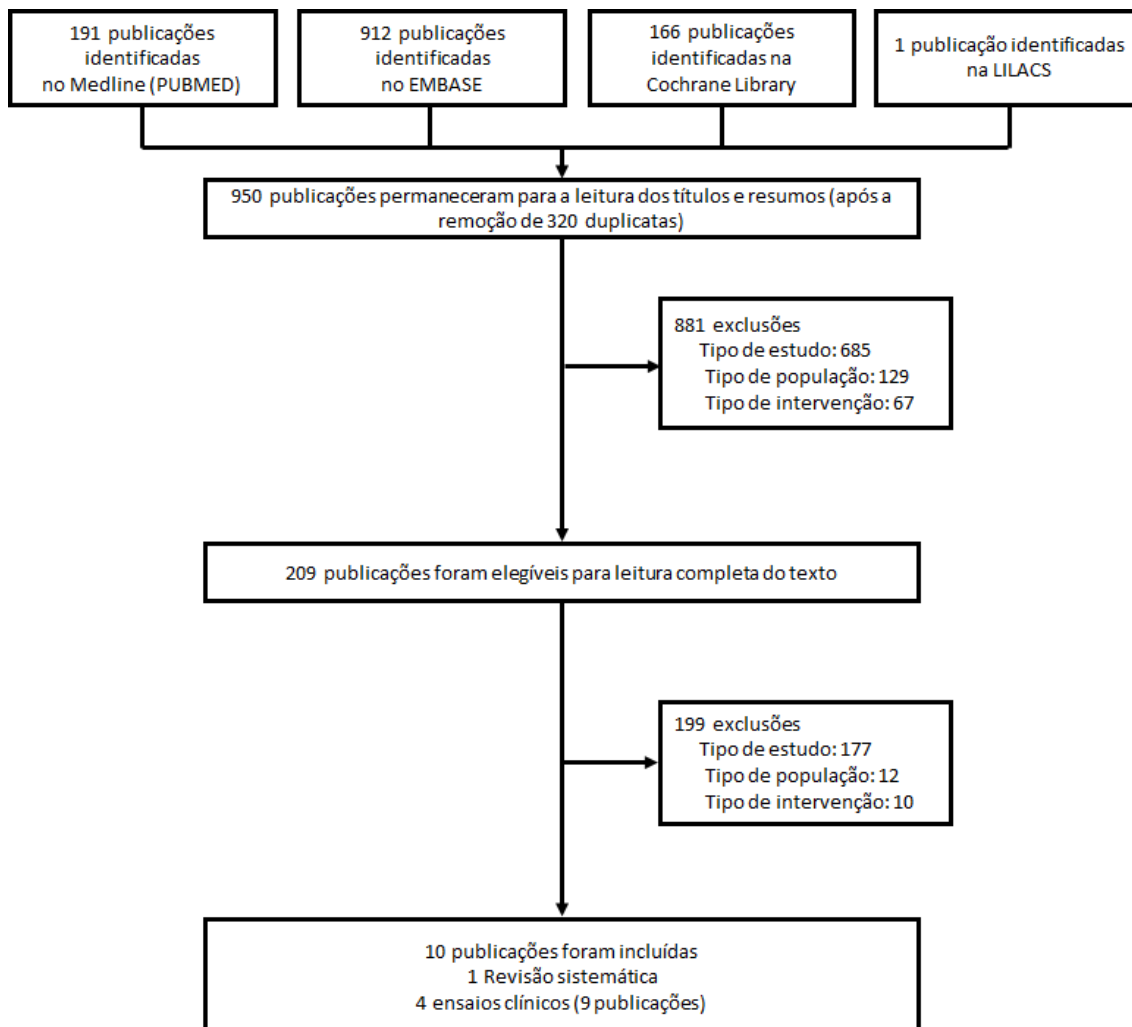 191 publicações
identificadas
no Medline (PUBMED)
912 publicações
identificadas
no EMBASE
166 publicações
identificadas na
Cochrane Library
1 publicação identificadas
na LILACS
950 publicações permaneceram para a leitura dos títulos e resumos (após a
remoção de 320 duplicatas)
881 exclusões
Tipo de estudo: 685
Tipo de população: 129
Tipo de intervenção: 67
209 publicações foram elegíveis para leitura completa do texto
199 exclusões
Tipo de estudo: 177
Tipo de população: 12
Tipo de intervenção: 10
10 publicações foram incluídas
1 Revisão sistemática
4 ensaios clínicos (9 publicações)